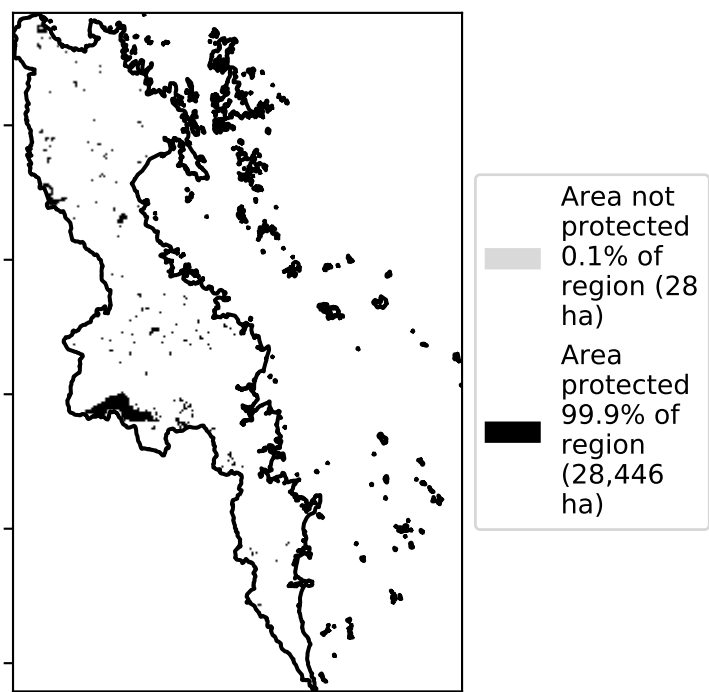 Area not
protected
0.1% of
region (28
ha)
Area
protected
99.9% of
region
(28,446
ha)